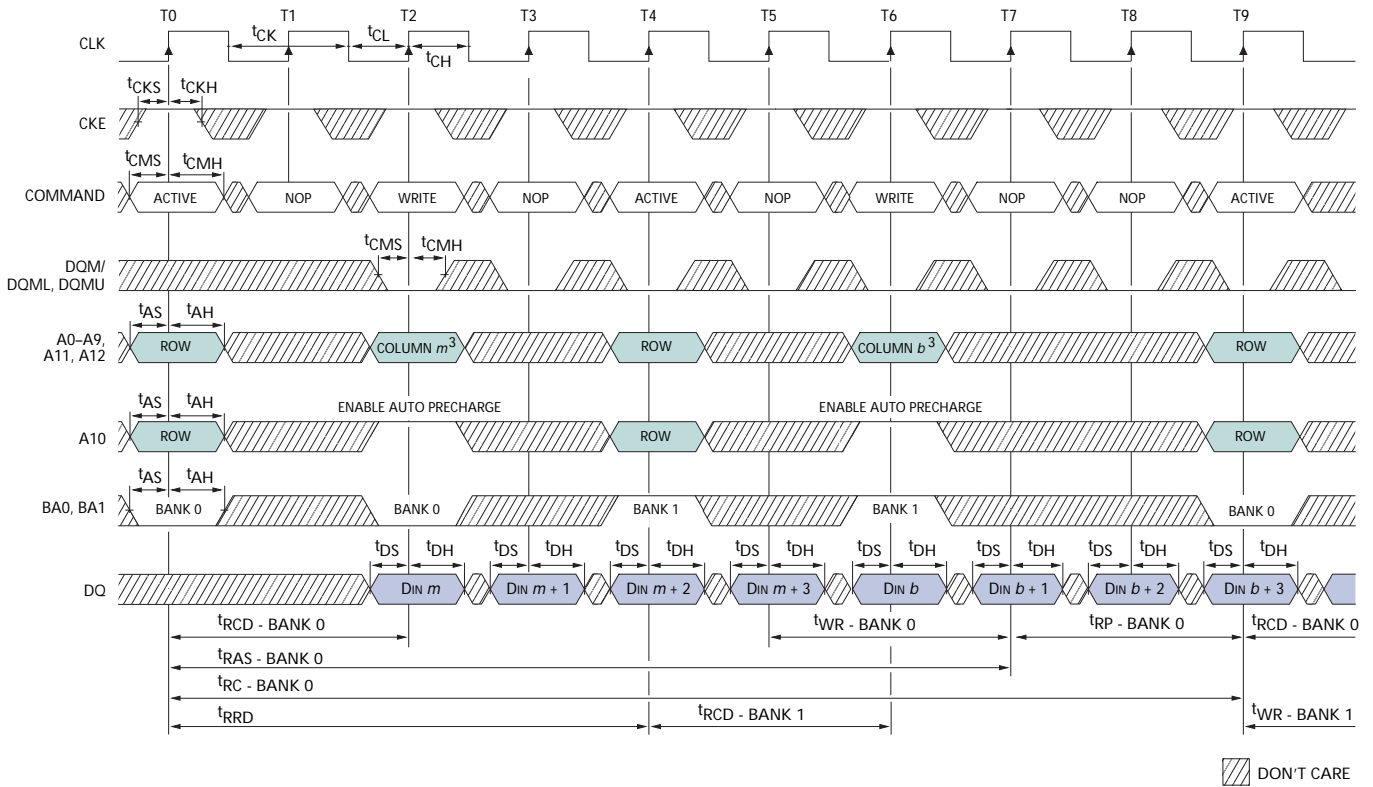 T0 T1 T2 T3 T4 T5 T6 T7 T8 T9
CLK tCK tCL tCH
tCKS tCKH
CKE
tCMS tCMH
COMMAND ACTIVE NOP WRITE NOP ACTIVE NOP WRITE NOP NOP ACTIVE
tCMS tCMH
DQM/
DQML, DQMU
tAS tAH
A0–A9,
A11, A12
ROW COLUMN m3 ROW COLUMN b3 ROW
tAS tAH ENABLE AUTO PRECHARGE ENABLE AUTO PRECHARGE
A10 ROW ROW ROW
tAS tAH
BA0, BA1 BANK 0 BANK 0 BANK 1 BANK 1 BANK 0
tDS tDH tDS tDH tDS tDH tDS tDH tDS tDH tDS tDH tDS tDH tDS tDH
DQ DIN m DIN m + 1 DIN m + 2 DIN m + 3 DIN b DIN b + 1 DIN b + 2 DIN b + 3
tRCD - BANK 0 tWR - BANK 0 tRP - BANK 0 tRCD - BANK 0
tRAS - BANK 0
tRC - BANK 0
tRRD tRCD - BANK 1 tWR - BANK 1
DON'T CARE